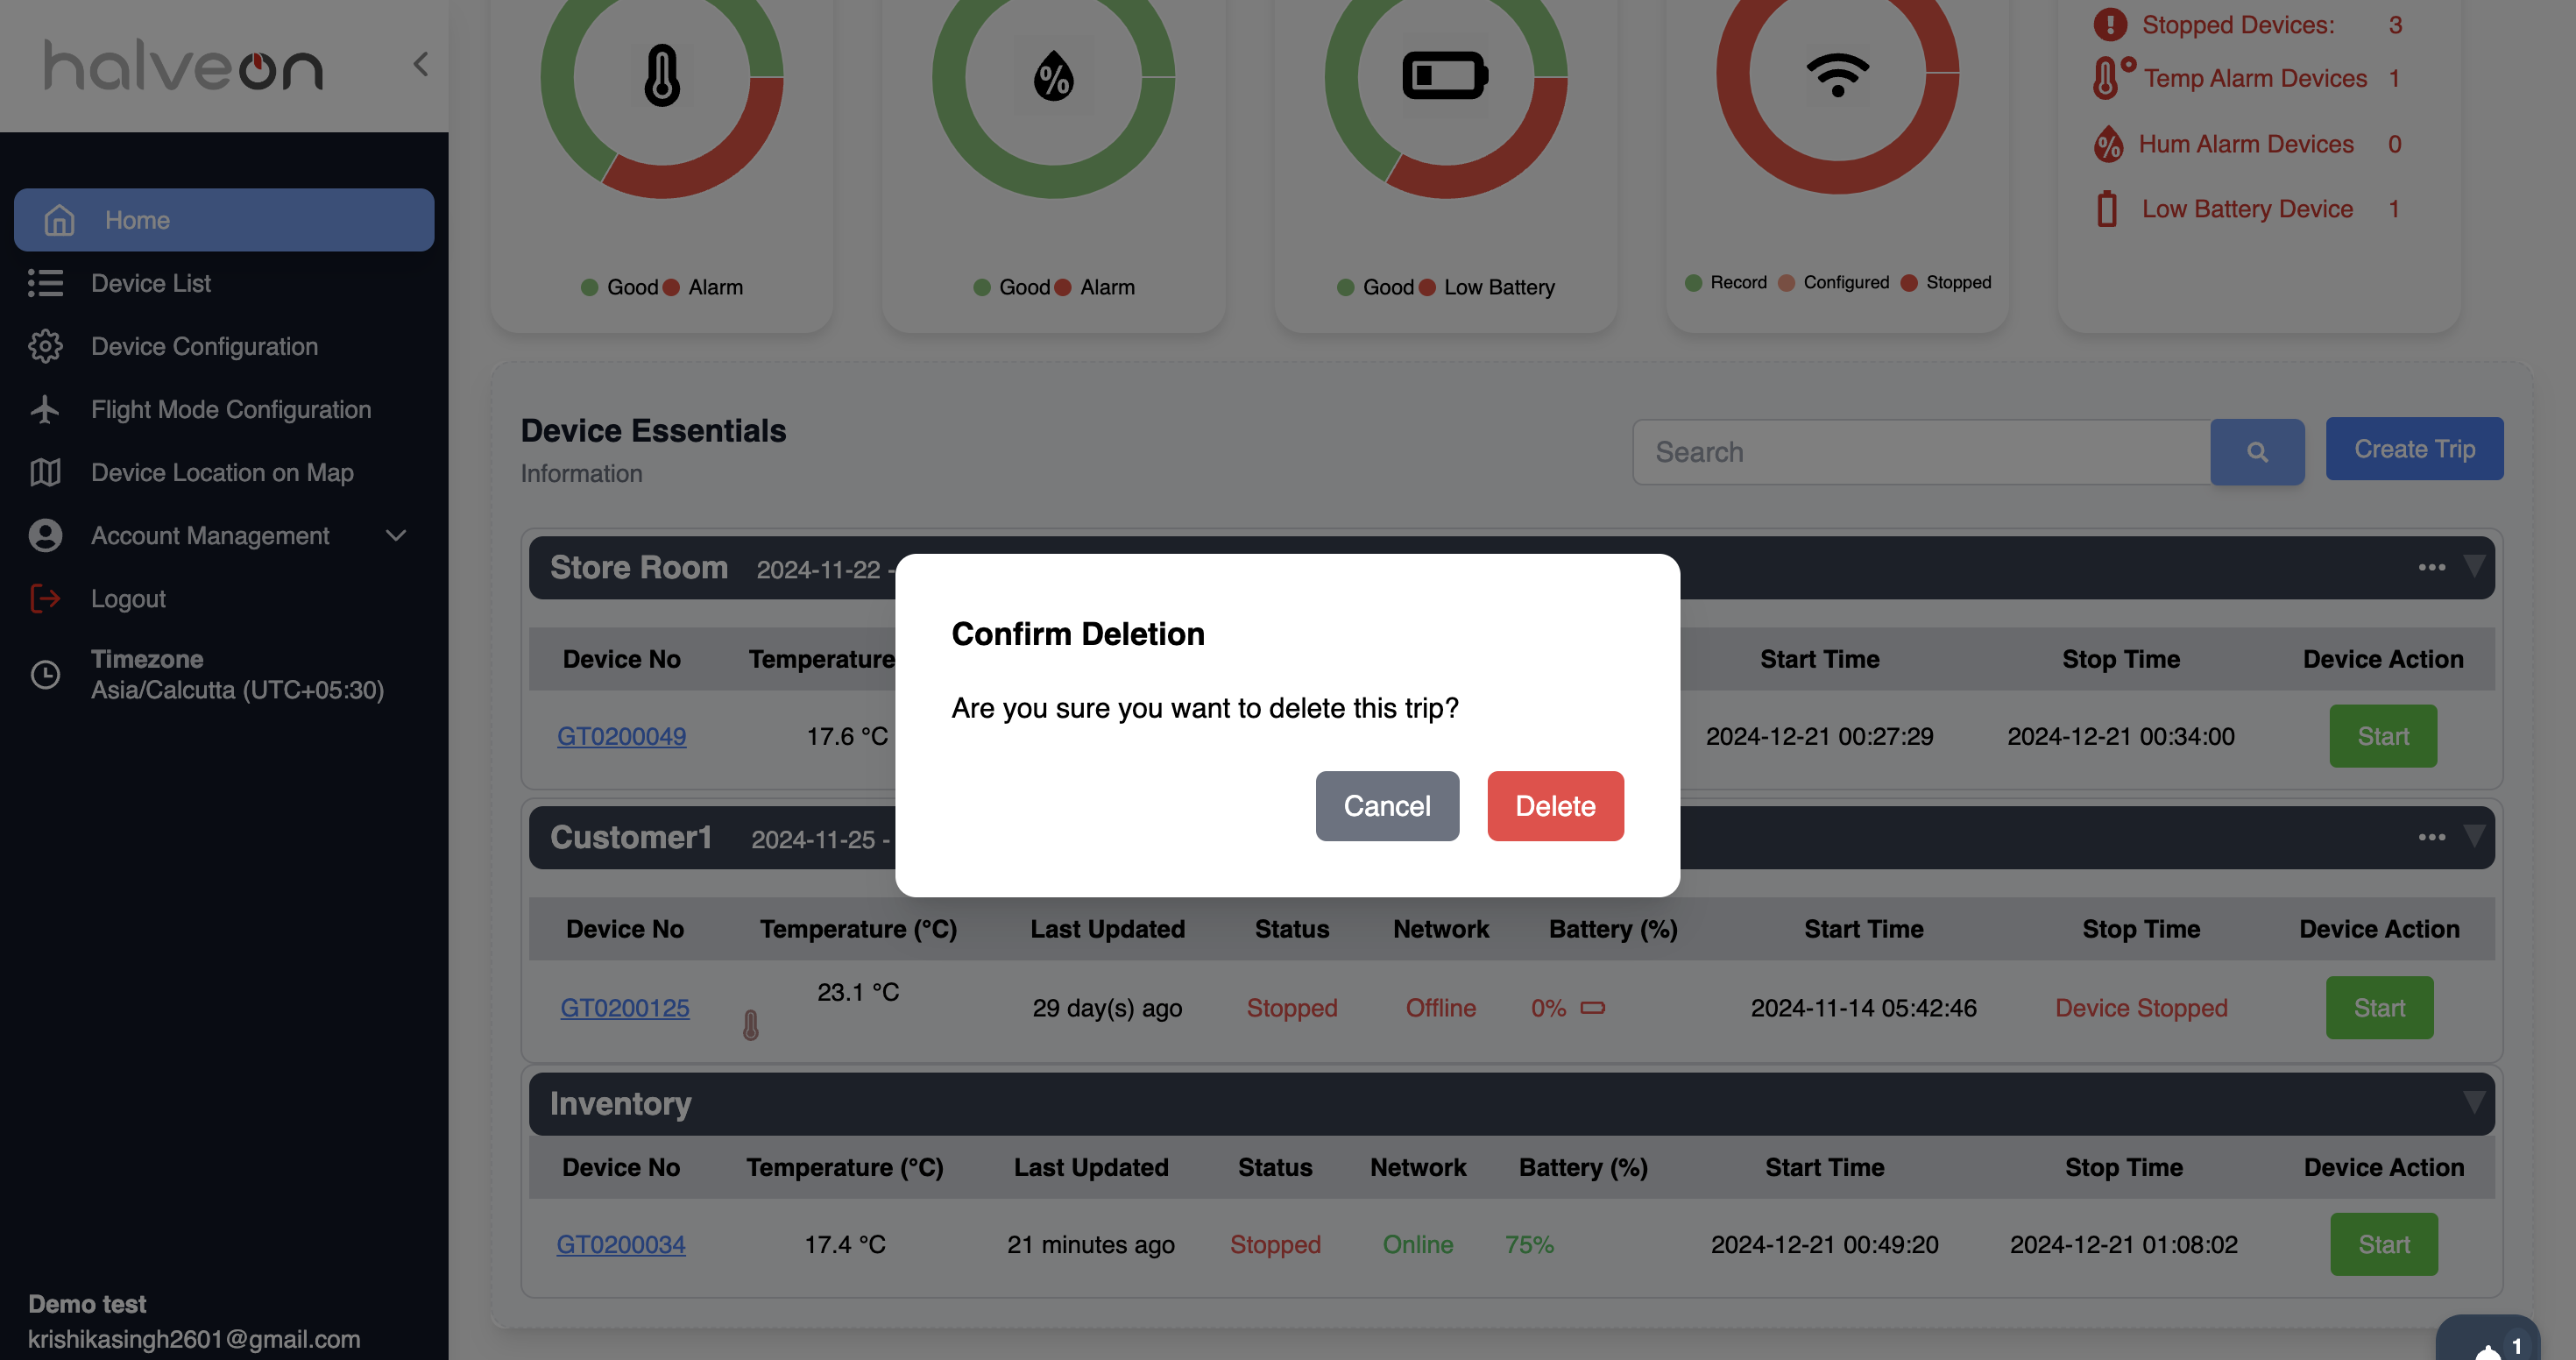 halveon
Home
Device List
Device Configuration
Flight Mode Configuration
Device Location on Map
Account Management
Logout
Timezone
Asia/Calcutta (UTC+05:30)
Demo test
krishikasingh2601@gmail.com
%
Good Alarm
Good Alarm
Good Low Battery
Record Configured Stopped
Stopped Devices: 3
Temp Alarm Devices 1
% Hum Alarm Devices 0
Low Battery Device 1
Device Essentials
Information
Search
Create Trip
Store Room 2024-11-22 -
Device No Temperature Start Time Stop Time Device Action
GT0200049 17.6 °C 2024-12-21 00:27:29 2024-12-21 00:34:00 Start
Confirm Deletion
Are you sure you want to delete this trip?
Cancel Delete
Customer1 2024-11-25 -
Device No Temperature (°C) Last Updated Status Network Battery (%) Start Time Stop Time Device Action
GT0200125 23.1 °C 29 day(s) ago Stopped Offline 0% 2024-11-14 05:42:46 Device Stopped Start
Inventory
Device No Temperature (°C) Last Updated Status Network Battery (%) Start Time Stop Time Device Action
GT0200034 17.4 °C 21 minutes ago Stopped Online 75% 2024-12-21 00:49:20 2024-12-21 01:08:02 Start
1